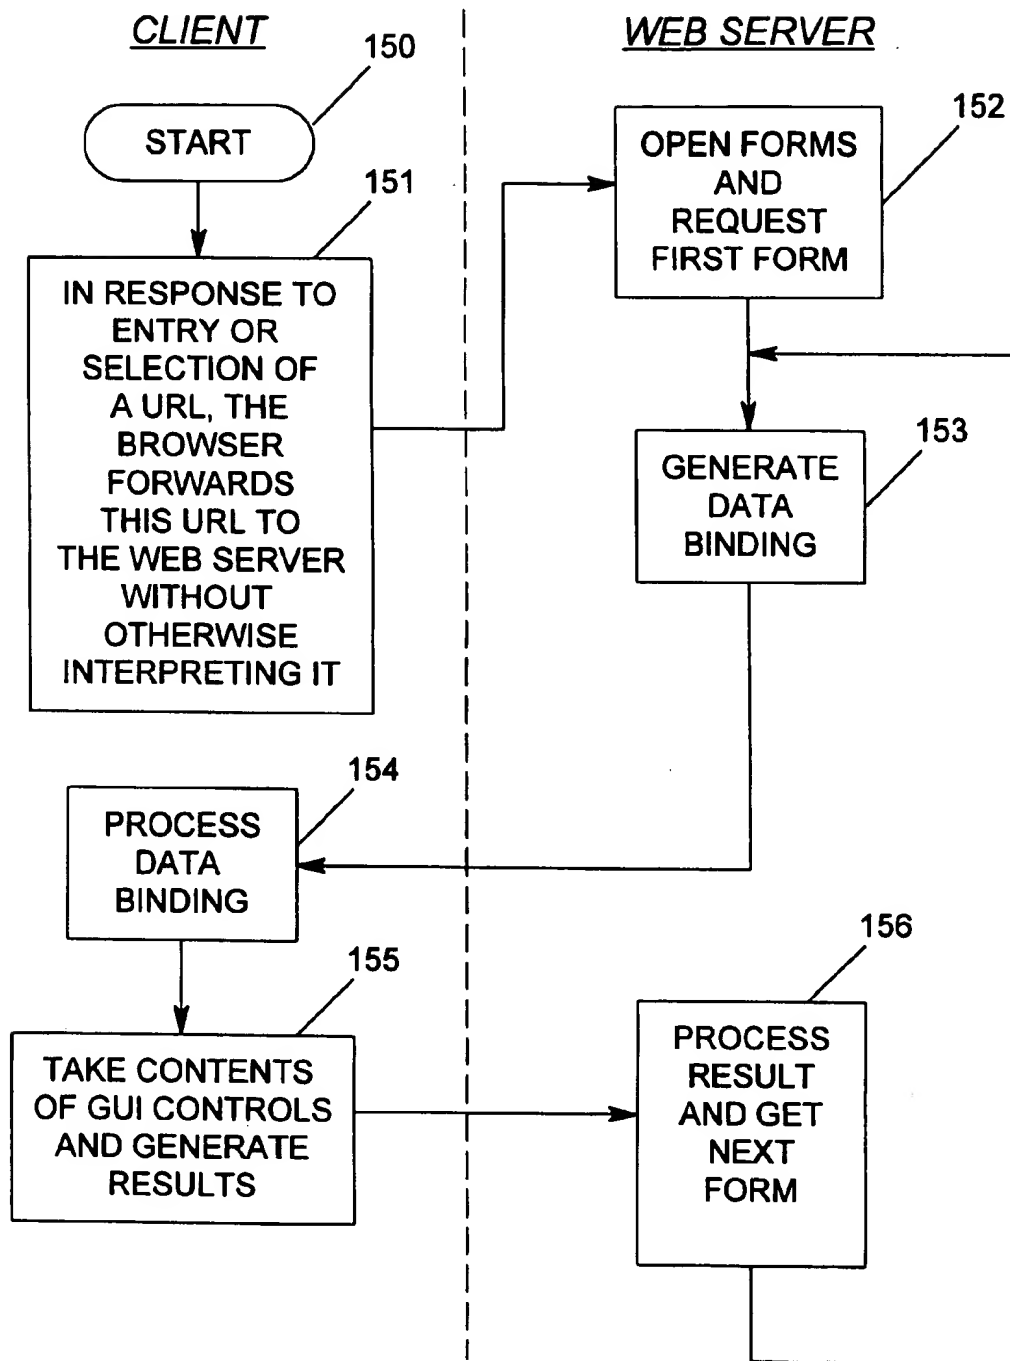 CLIENT
WEB SERVER
150
START
151
IN RESPONSE TO
ENTRY OR
SELECTION OF
A URL, THE
BROWSER
FORWARDS
THIS URL TO
THE WEB SERVER
WITHOUT
OTHERWISE
INTERPRETING IT
152
OPEN FORMS
AND
REQUEST
FIRST FORM
153
GENERATE
DATA
BINDING
154
PROCESS
DATA
BINDING
155
TAKE CONTENTS
OF GUI CONTROLS
AND GENERATE
RESULTS
156
PROCESS
RESULT
AND GET
NEXT
FORM